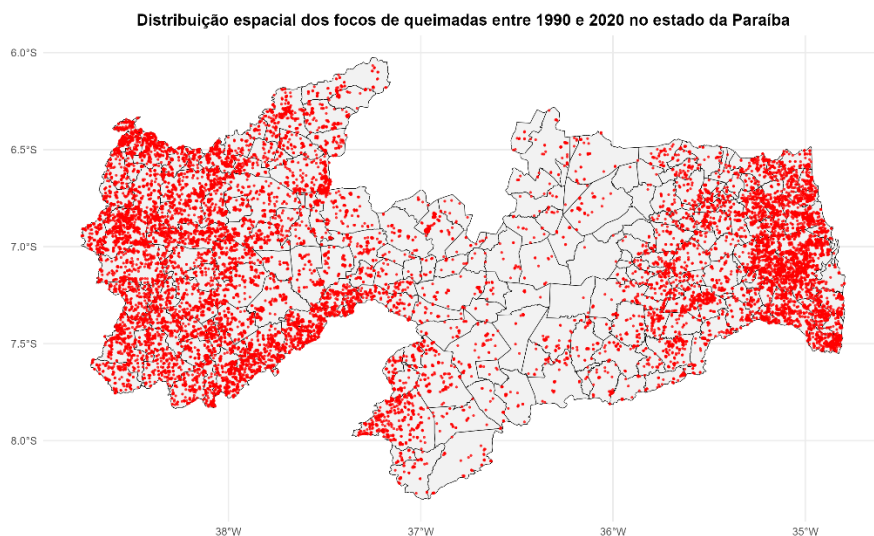 Distribuição espacial dos focos de queimadas entre 1990 e 2020 no estado da Paraíba
6.0°S
6.5°S
7.0°S
7.5°S
8.0°S
38°W 37°W 36°W 35°W